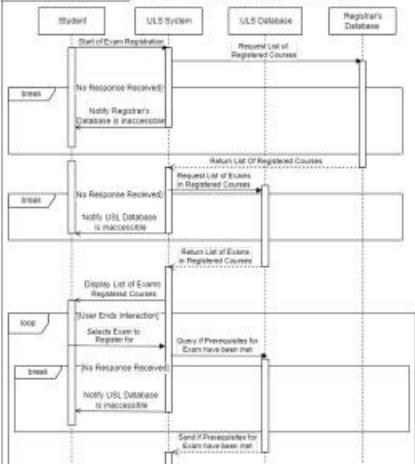 Student
ULS System
ULS Database
Registrar's
Database
Start of Exam Registration
Request List of
Registered Courses
break
[No Response Received]
Notify Registrar's
Database is inaccessible
Return List Of Registered Courses
Request List of Exams
in Registered Courses
break
[No Response Received]
Notify USL Database
is inaccessible
Return List of Exams
in Registered Courses
Display List of Exams
Registered Courses
loop
[User Ends Interaction]
Selects Exam to
Register for
Query if Prerequisites for
Exam have been met
break
[No Response Received]
Notify USL Database
is inaccessible
Send if Prerequisites for
Exam have been met